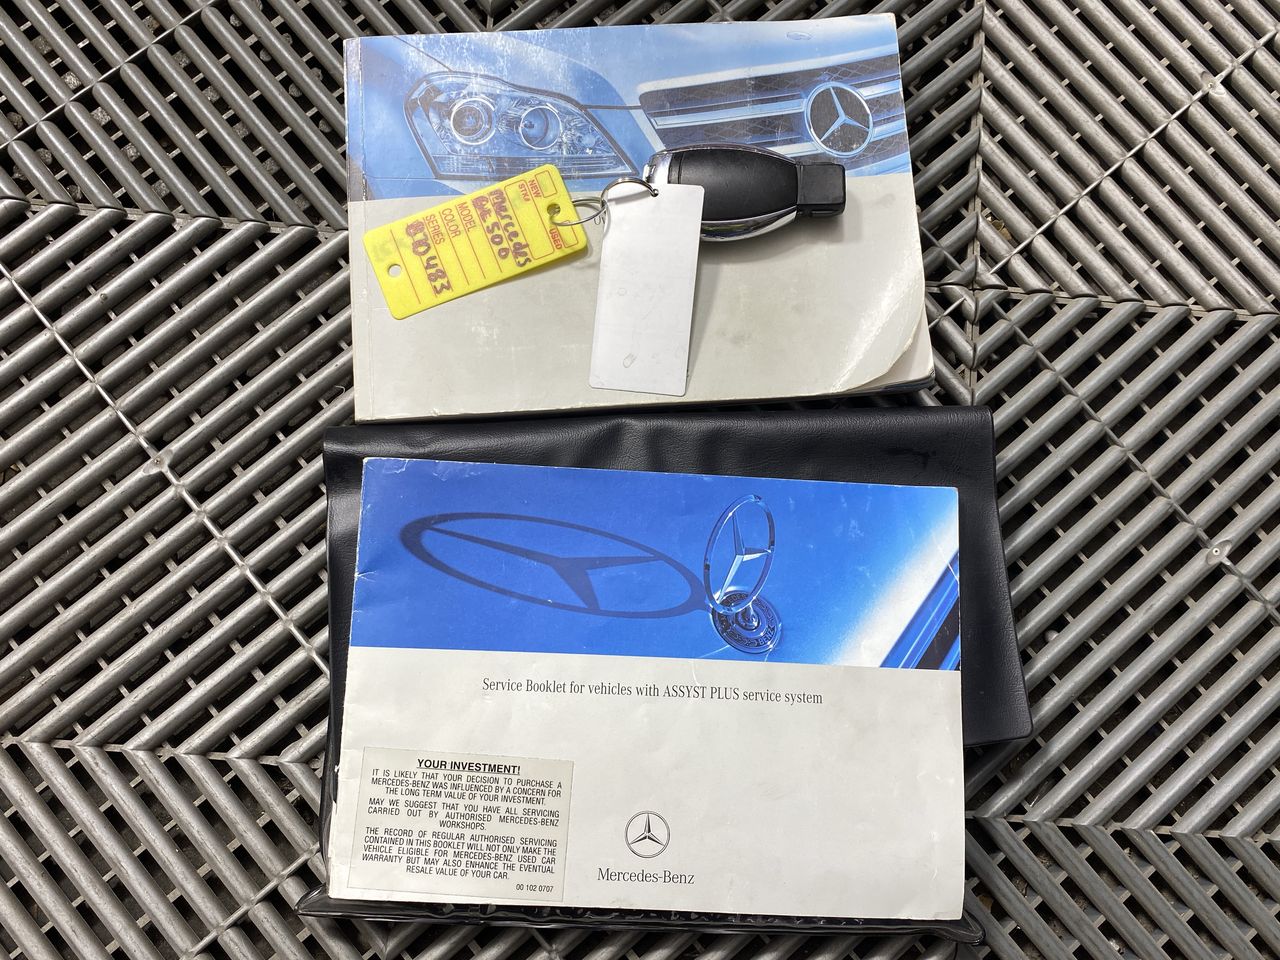 NEW
USED
STK#
Mercedes
500
MODEL
COLOR
SERIES
Service Booklet for vehicles with ASSYST PLUS service system
YOUR INVESTMENT!
IT IS LIKELY THAT YOUR DECISION TO PURCHASE A
MERCEDES-BENZ WAS INFLUENCED BY A CONCERN FOR
THE LONG TERM VALUE OF YOUR INVESTMENT.
MAY WE SUGGEST THAT YOU HAVE ALL SERVICING
CARRIED OUT BY AUTHORISED MERCEDES-BENZ
WORKSHOPS.
THE RECORD OF REGULAR AUTHORISED SERVICING
CONTAINED IN THIS BOOKLET WILL NOT ONLY MAKE THE
VEHICLE ELIGIBLE FOR MERCEDES-BENZ USED CAR
WARRANTY BUT MAY ALSO ENHANCE THE EVENTUAL
RESALE VALUE OF YOUR CAR.
00 102 0707
Mercedes-Benz